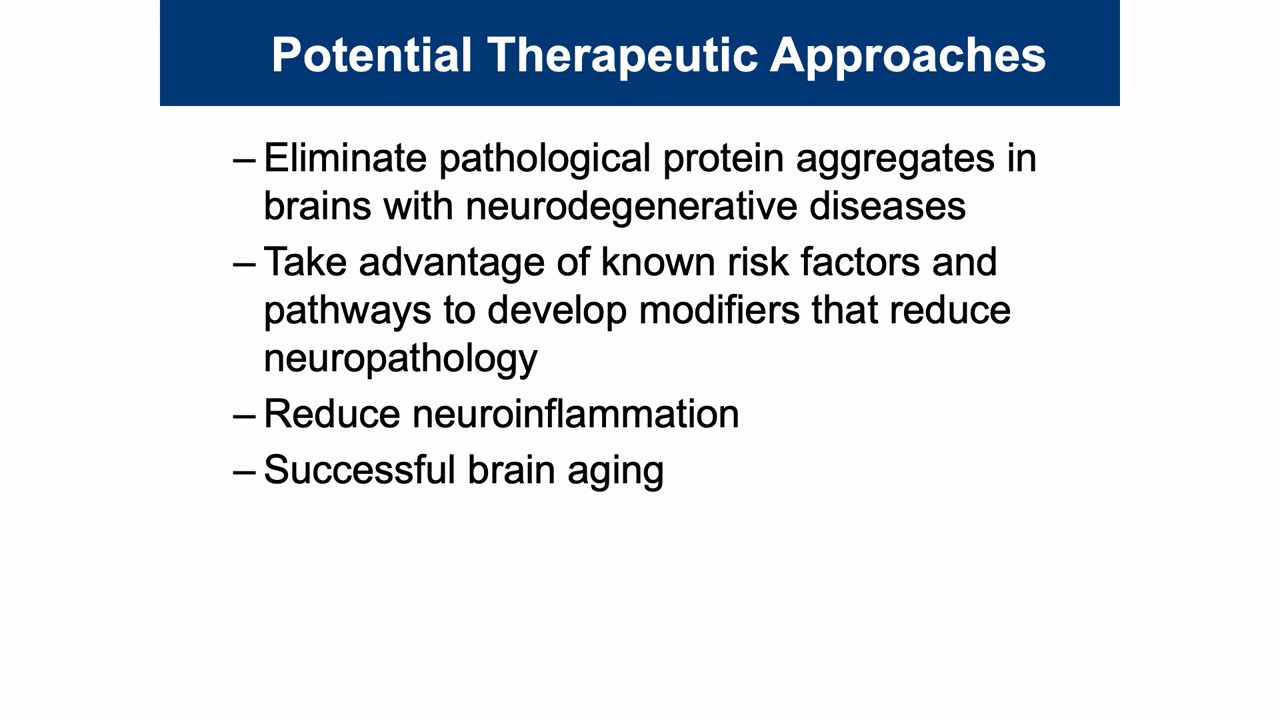 Potential Therapeutic Approaches
– Eliminate pathological protein aggregates in
brains with neurodegenerative diseases
– Take advantage of known risk factors and
pathways to develop modifiers that reduce
neuropathology
– Reduce neuroinflammation
– Successful brain aging